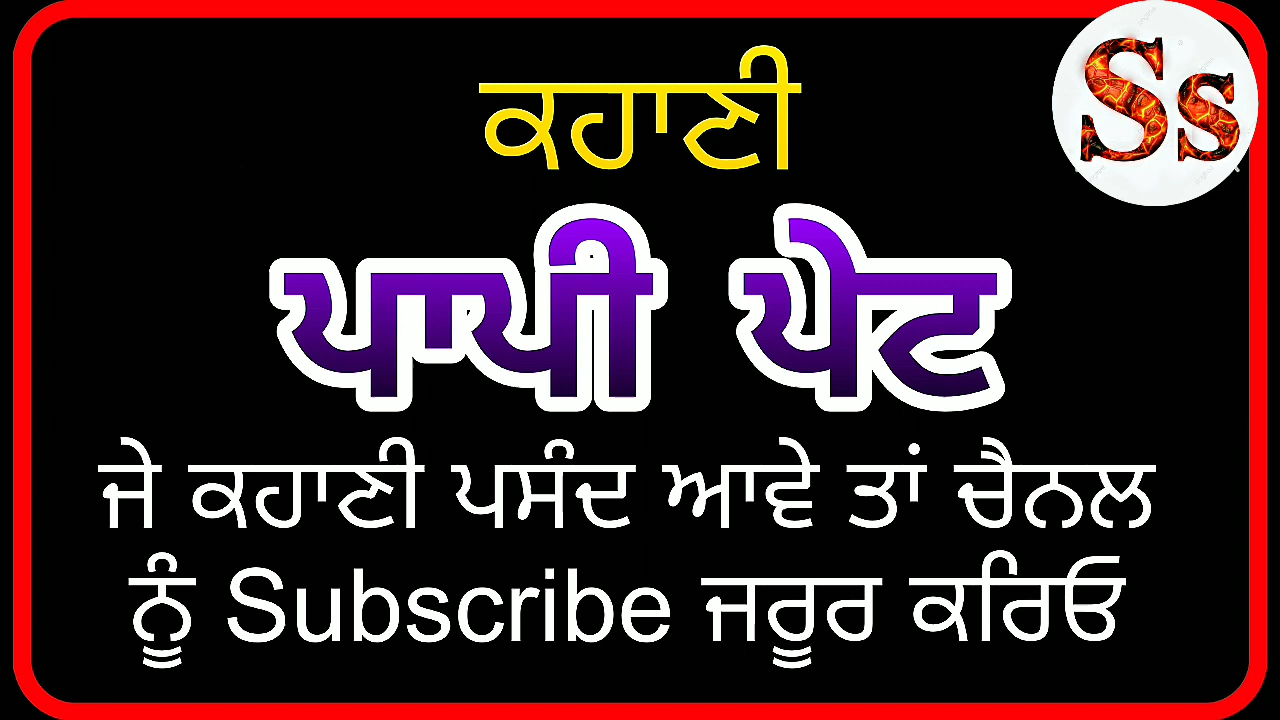 Ss
ਕਹਾਣੀ
ਪਾਪੀ ਪੇਟ
ਜੇ ਕਹਾਣੀ ਪਸੰਦ ਆਵੇ ਤਾਂ ਚੈਨਲ
ਨੂੰ Subscribe ਜਰੂਰ ਕਰਿਓ